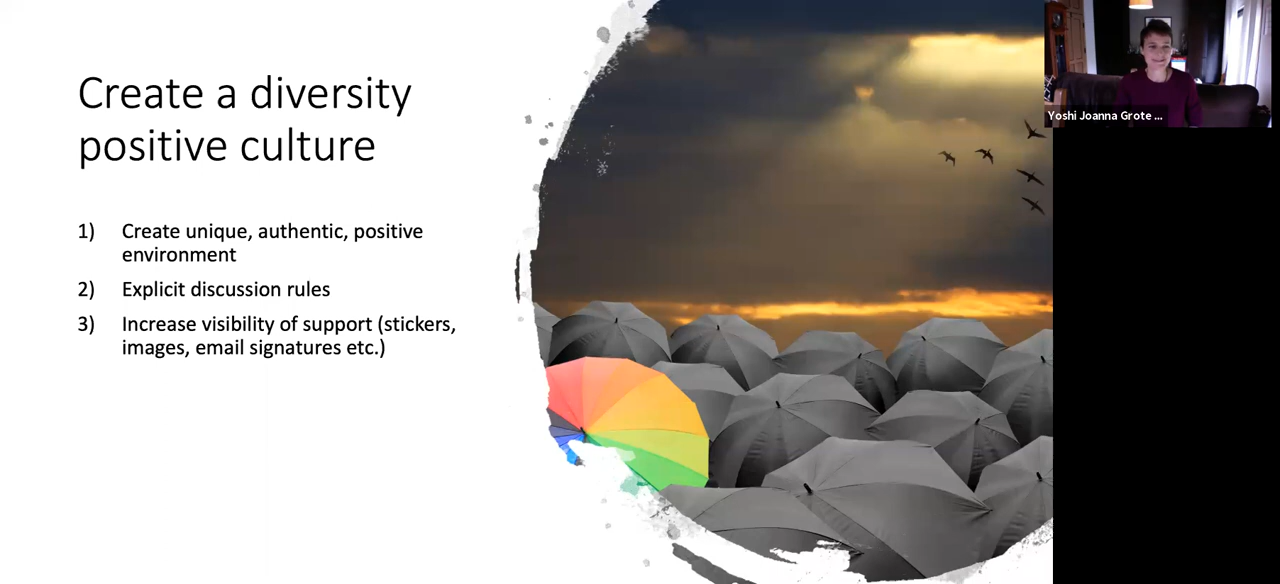 Create a diversity
positive culture
1) Create unique, authentic, positive
environment
2) Explicit discussion rules
3) Increase visibility of support (stickers,
images, email signatures etc.)
Yoshi Joanna Grote ...